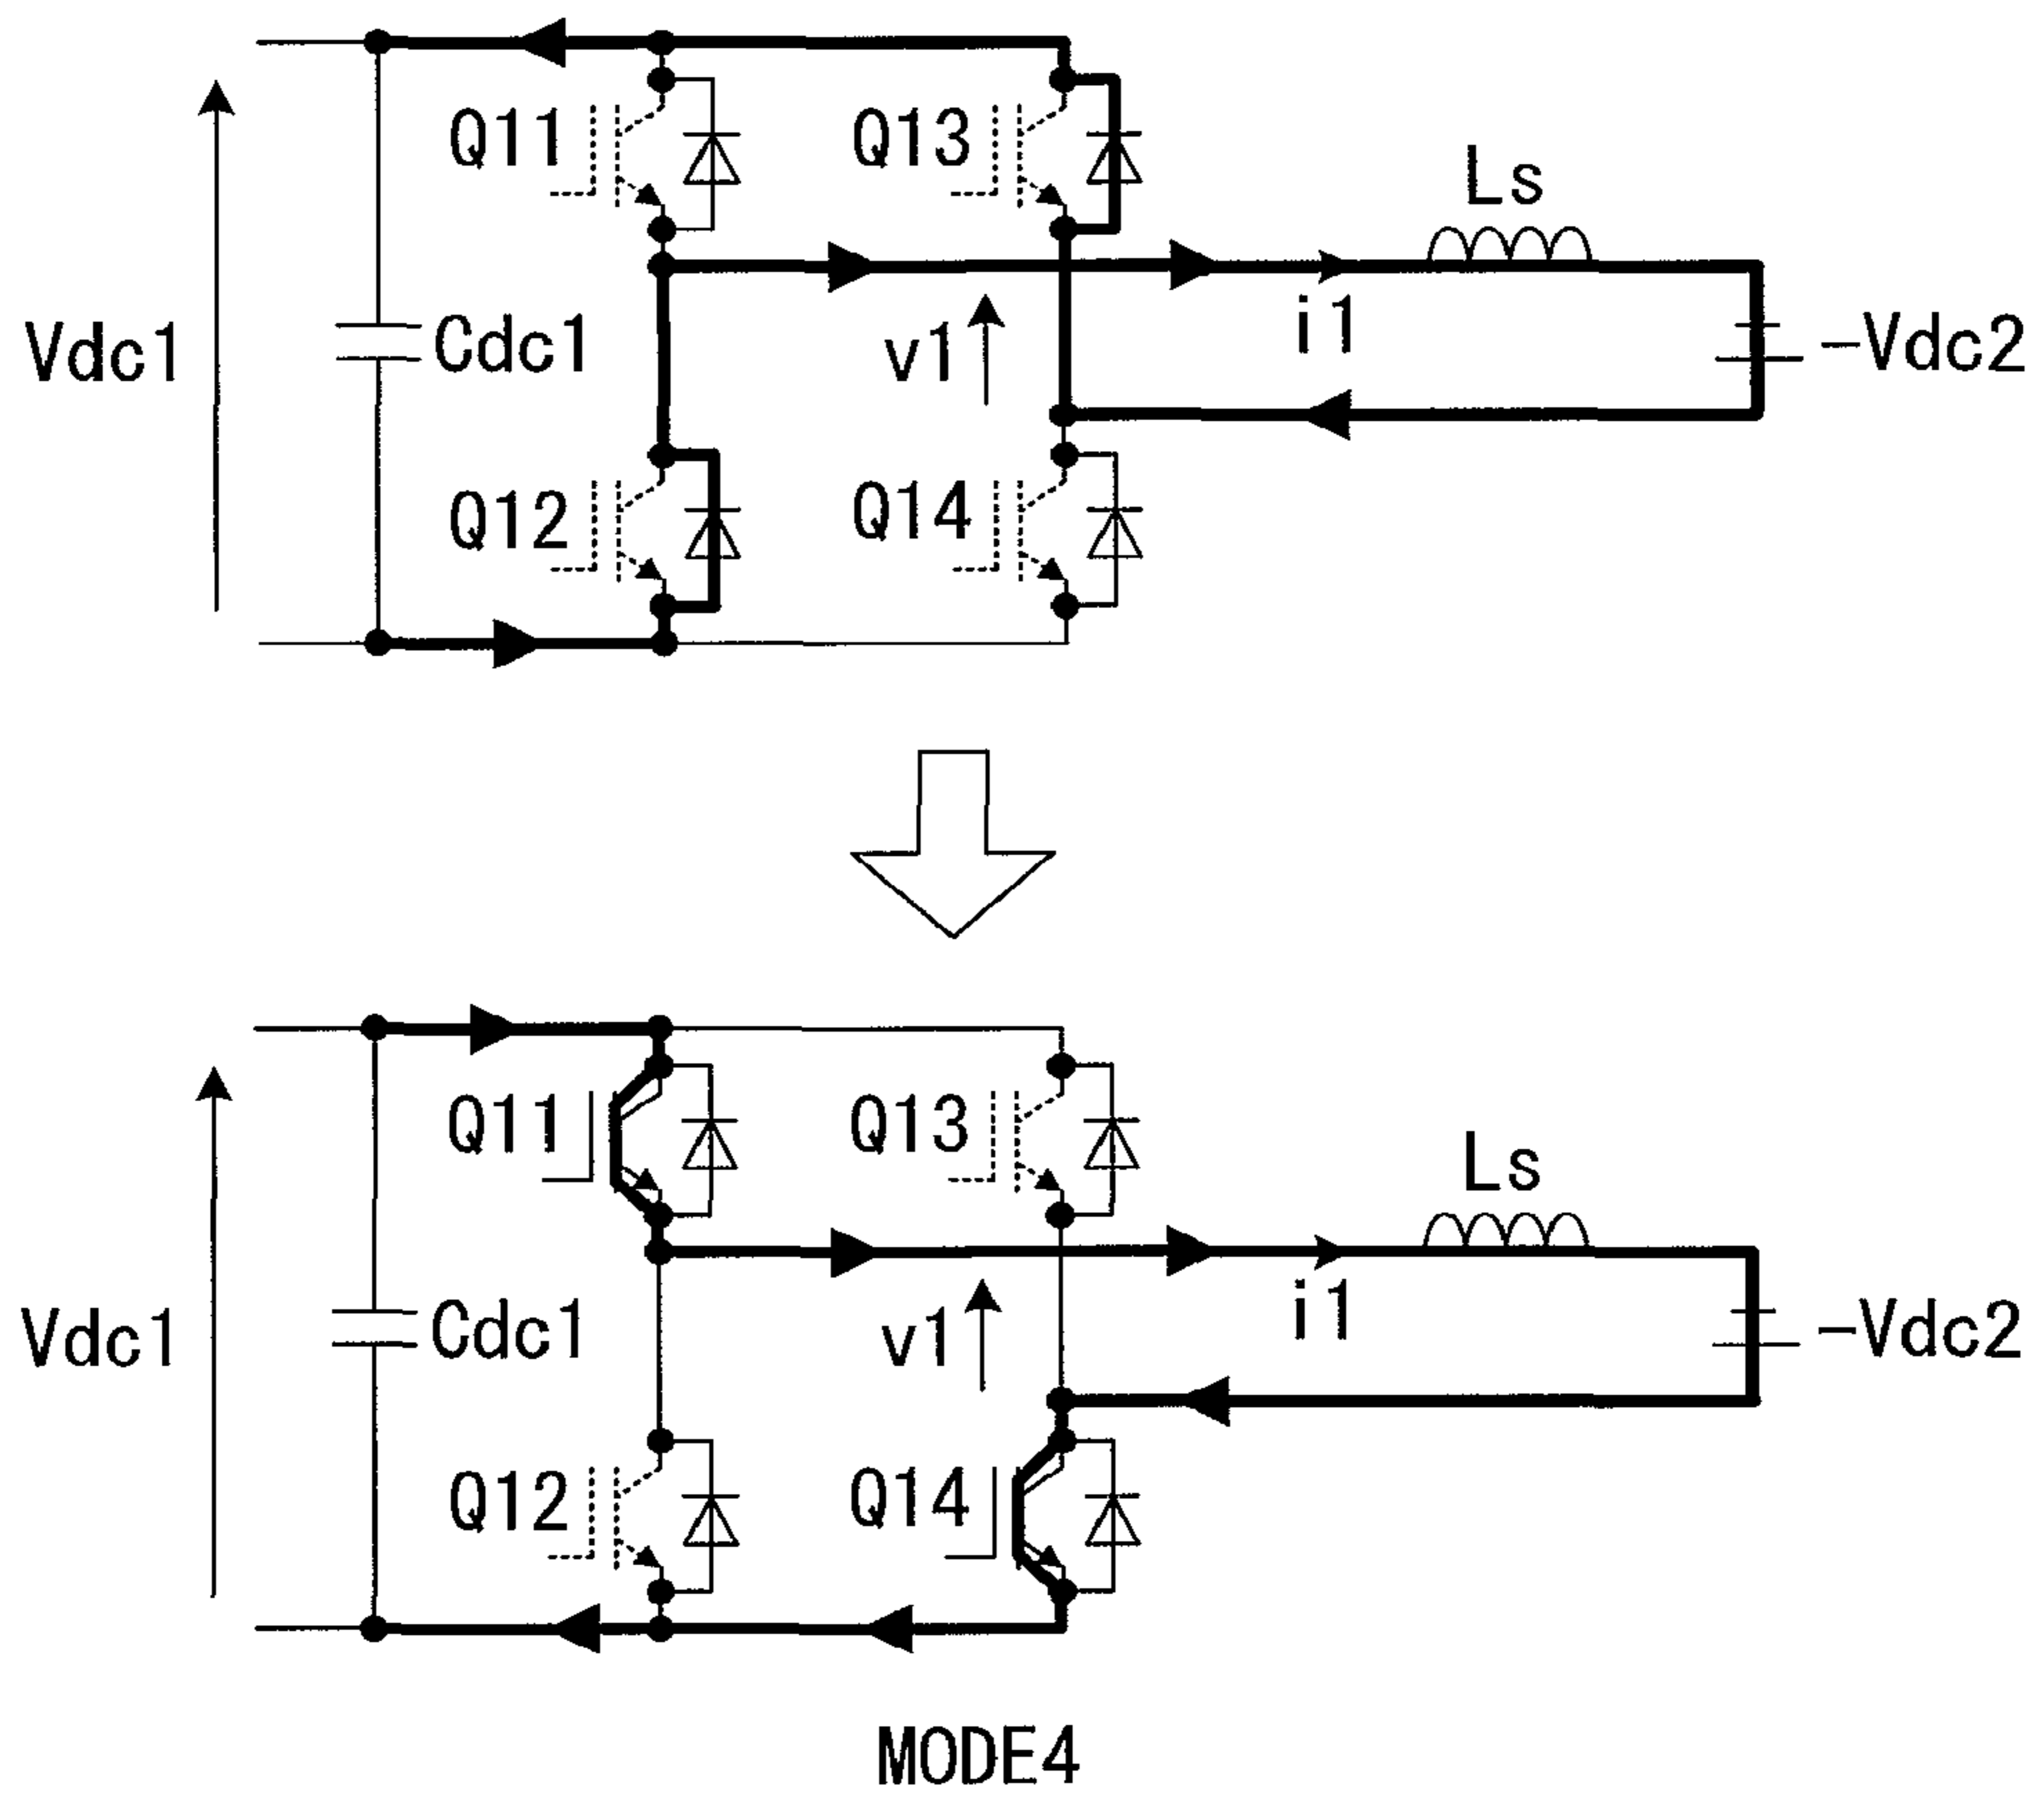 Q11 Q13
Ls
Vdc1 Cdc1 v1 i1 -Vdc2
Q12 Q14
Q11 Q13
Ls
Vdc1 Cdc1 v1 i1 -Vdc2
Q12 Q14
MODE4